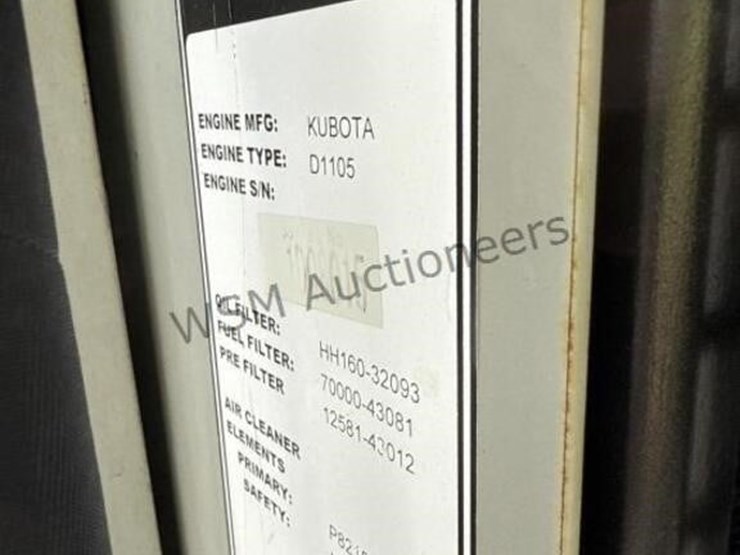 ENGINE MFG: KUBOTA
ENGINE TYPE: D1105
ENGINE S/N:
WSM Auctioneers
OIL FILTER: HH160-32093
FUEL FILTER: 70000-43081
PRE FILTER 12581-43012
AIR CLEANER
ELEMENTS
PRIMARY:
SAFETY: